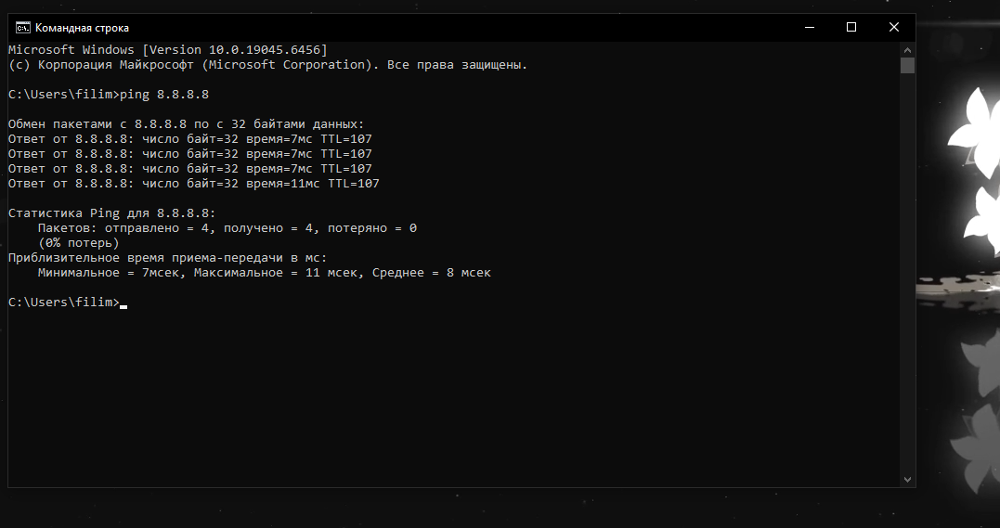 Командная строка
Microsoft Windows [Version 10.0.19045.6456]
(c) Корпорация Майкрософт (Microsoft Corporation). Все права защищены.
C:\Users\filim>ping 8.8.8.8
Обмен пакетами с 8.8.8.8 по с 32 байтами данных:
Ответ от 8.8.8.8: число байт=32 время=7мс TTL=107
Ответ от 8.8.8.8: число байт=32 время=7мс TTL=107
Ответ от 8.8.8.8: число байт=32 время=7мс TTL=107
Ответ от 8.8.8.8: число байт=32 время=11мс TTL=107
Статистика Ping для 8.8.8.8:
    Пакетов: отправлено = 4, получено = 4, потеряно = 0
    (0% потерь)
Приблизительное время приема-передачи в мс:
    Минимальное = 7мсек, Максимальное = 11 мсек, Среднее = 8 мсек
C:\Users\filim>